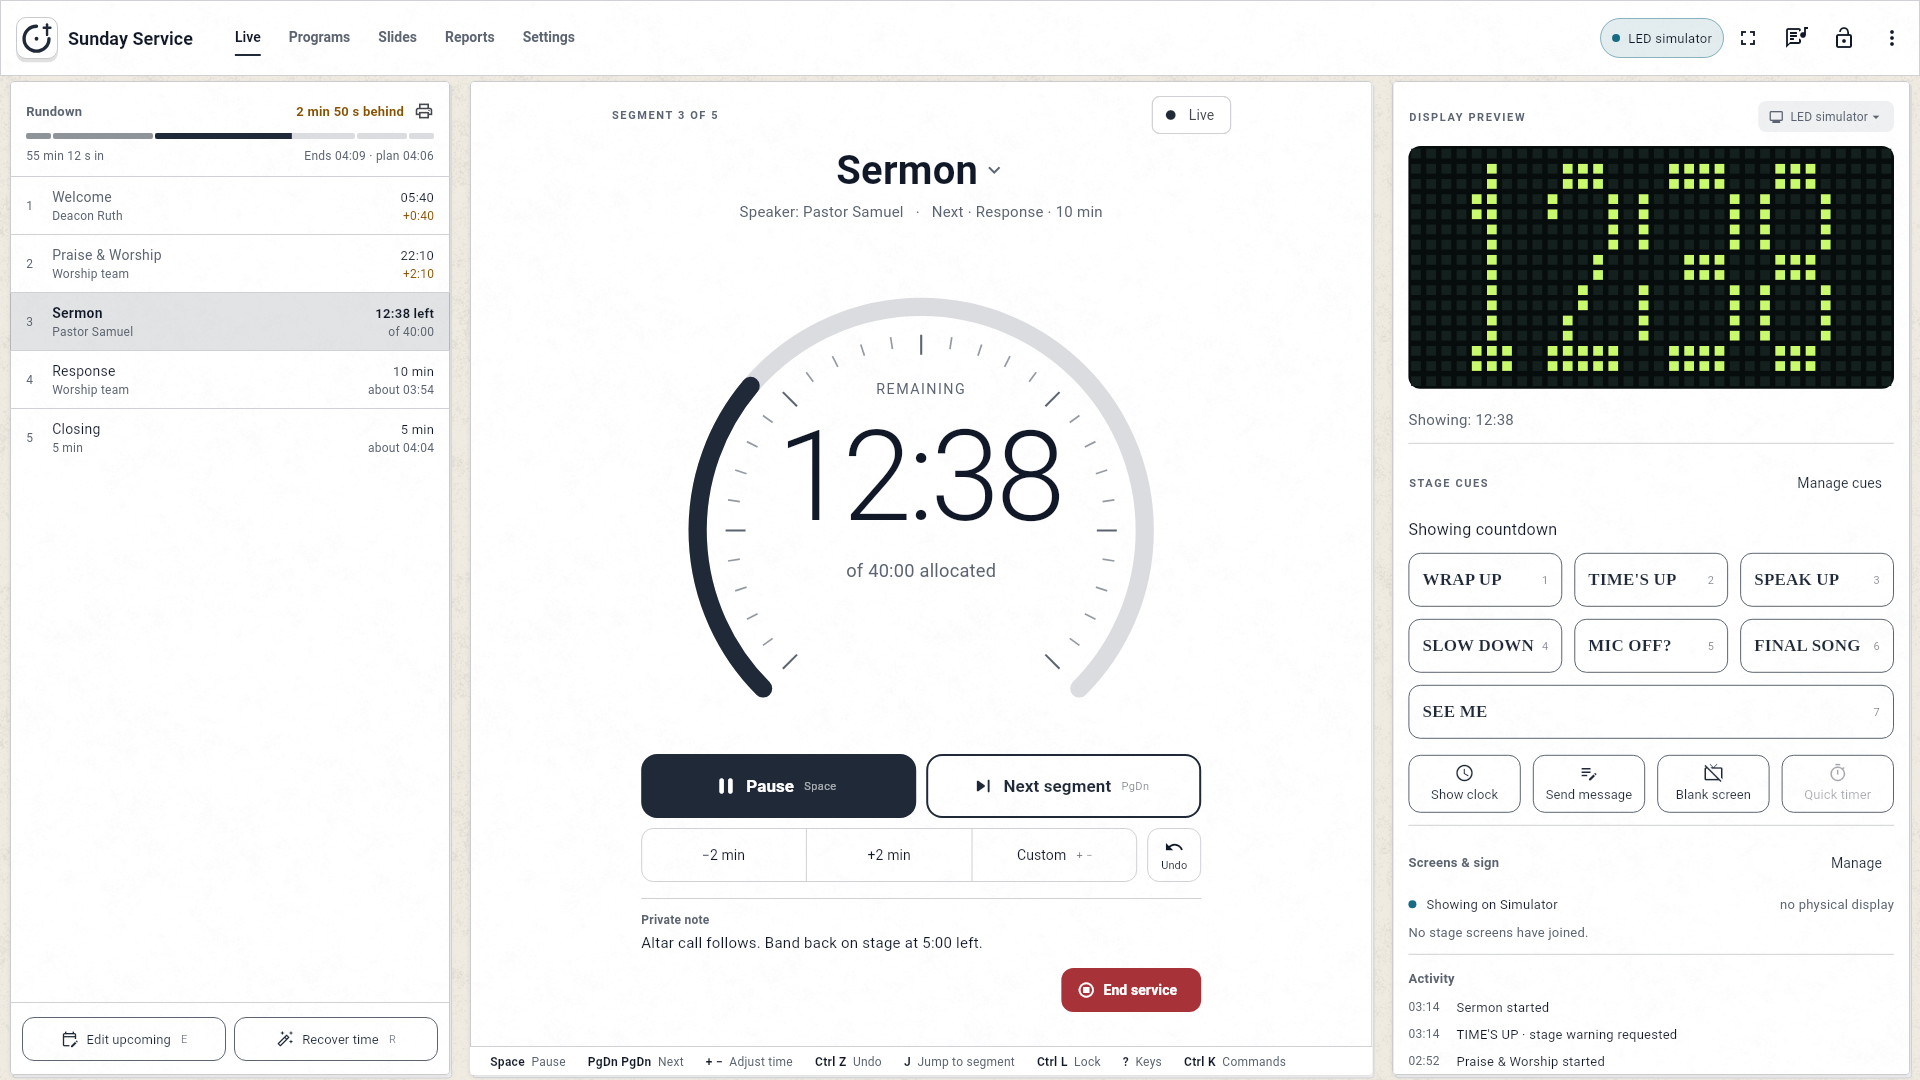 Sunday Service
Live Programs Slides Reports Settings
LED simulator
Rundown
2 min 50 s behind
55 min 12 s in
Ends 04:09 · plan 04:06
1 Welcome 05:40
Deacon Ruth +0:40
2 Praise & Worship 22:10
Worship team +2:10
3 Sermon 12:38 left
Pastor Samuel of 40:00
4 Response 10 min
Worship team about 03:54
5 Closing 5 min
5 min about 04:04
Edit upcoming E
Recover time R
SEGMENT 3 OF 5
Live
Sermon
Speaker: Pastor Samuel · Next · Response · 10 min
REMAINING
12:38
of 40:00 allocated
Pause Space
Next segment PgDn
−2 min
+2 min
Custom + −
Undo
Private note
Altar call follows. Band back on stage at 5:00 left.
End service
Space Pause PgDn PgDn Next + − Adjust time Ctrl Z Undo J Jump to segment Ctrl L Lock ? Keys Ctrl K Commands
DISPLAY PREVIEW
LED simulator
12:38
Showing: 12:38
STAGE CUES
Manage cues
Showing countdown
WRAP UP 1
TIME'S UP 2
SPEAK UP 3
SLOW DOWN 4
MIC OFF? 5
FINAL SONG 6
SEE ME 7
Show clock
Send message
Blank screen
Quick timer
Screens & sign
Manage
Showing on Simulator
no physical display
No stage screens have joined.
Activity
03:14 Sermon started
03:14 TIME'S UP · stage warning requested
02:52 Praise & Worship started